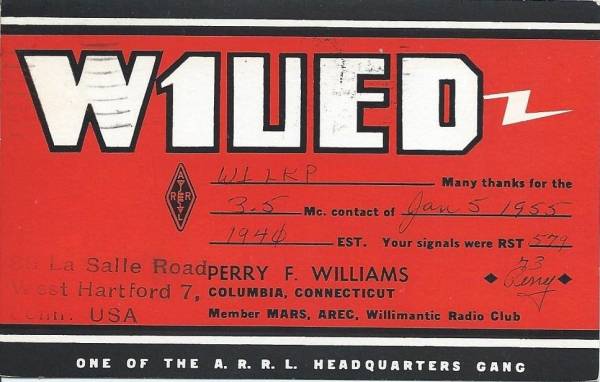 W1UED
W1LKP Many thanks for the
3.5 Mc. contact of Jan 5 1955
1940 EST. Your signals were RST 579
73
Perry
La Salle Road
West Hartford 7,
Conn. USA
PERRY F. WILLIAMS
COLUMBIA, CONNECTICUT
Member MARS, AREC, Willimantic Radio Club
ONE OF THE A. R. R. L. HEADQUARTERS GANG